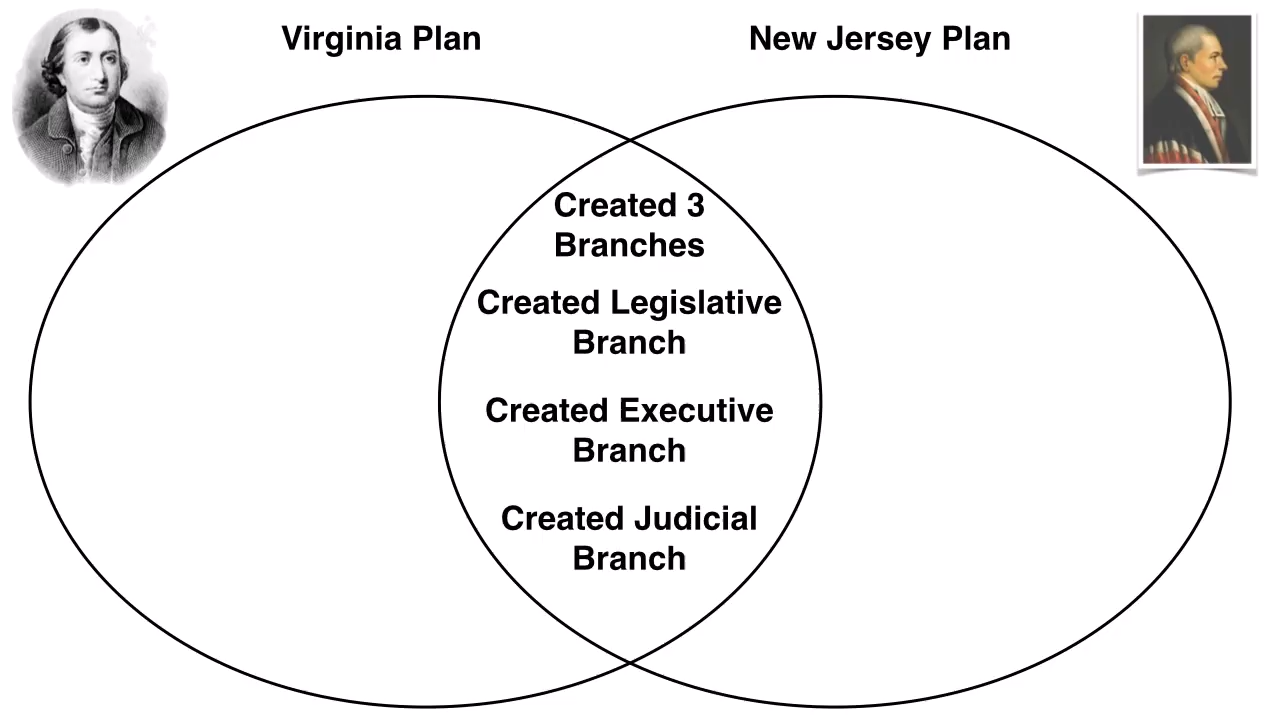 Virginia Plan
New Jersey Plan
Created 3
Branches
Created Legislative
Branch
Created Executive
Branch
Created Judicial
Branch